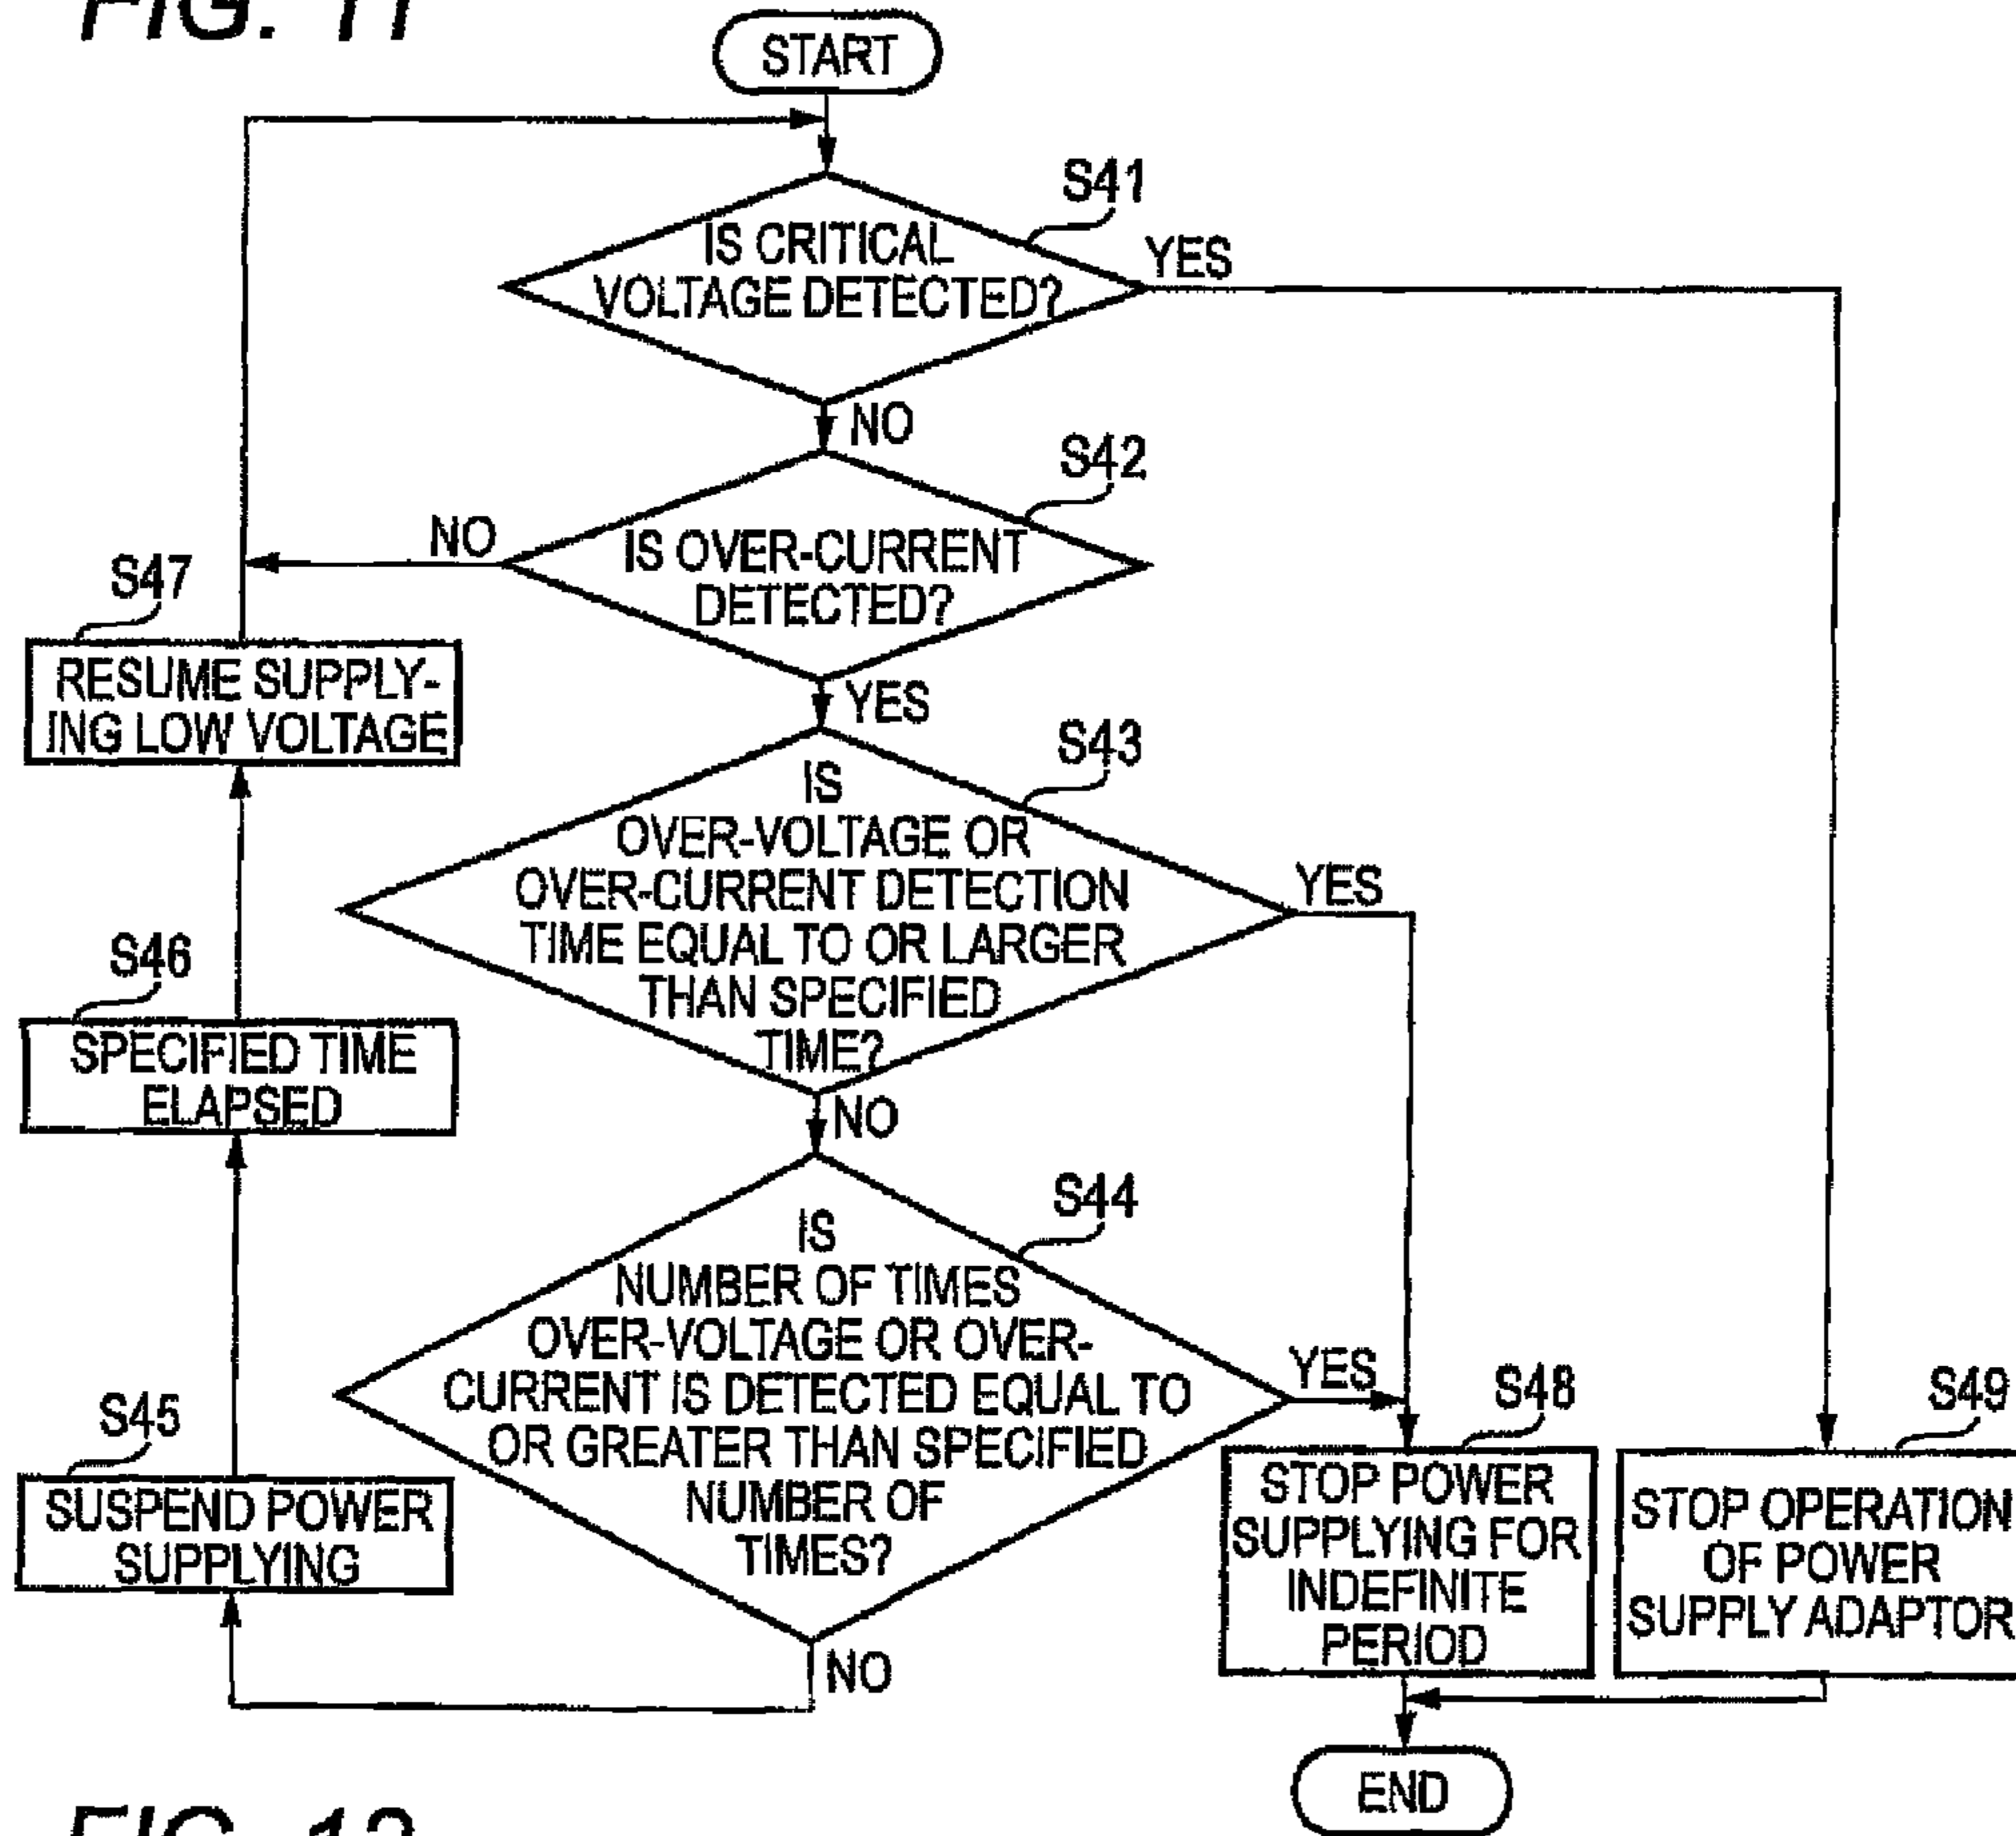 FIG. 11
START
S41
IS CRITICAL
VOLTAGE DETECTED?
YES
NO
S42
IS OVER-CURRENT
DETECTED?
NO
YES
S47
RESUME SUPPLY-
ING LOW VOLTAGE
S43
IS
OVER-VOLTAGE OR
OVER-CURRENT DETECTION
TIME EQUAL TO OR LARGER
THAN SPECIFIED
TIME?
YES
NO
S46
SPECIFIED TIME
ELAPSED
S44
IS
NUMBER OF TIMES
OVER-VOLTAGE OR OVER-
CURRENT IS DETECTED EQUAL TO
OR GREATER THAN SPECIFIED
NUMBER OF
TIMES?
YES
NO
S45
SUSPEND POWER
SUPPLYING
S48
STOP POWER
SUPPLYING FOR
INDEFINITE
PERIOD
S49
STOP OPERATION
OF POWER
SUPPLY ADAPTOR
END
FIG. 12